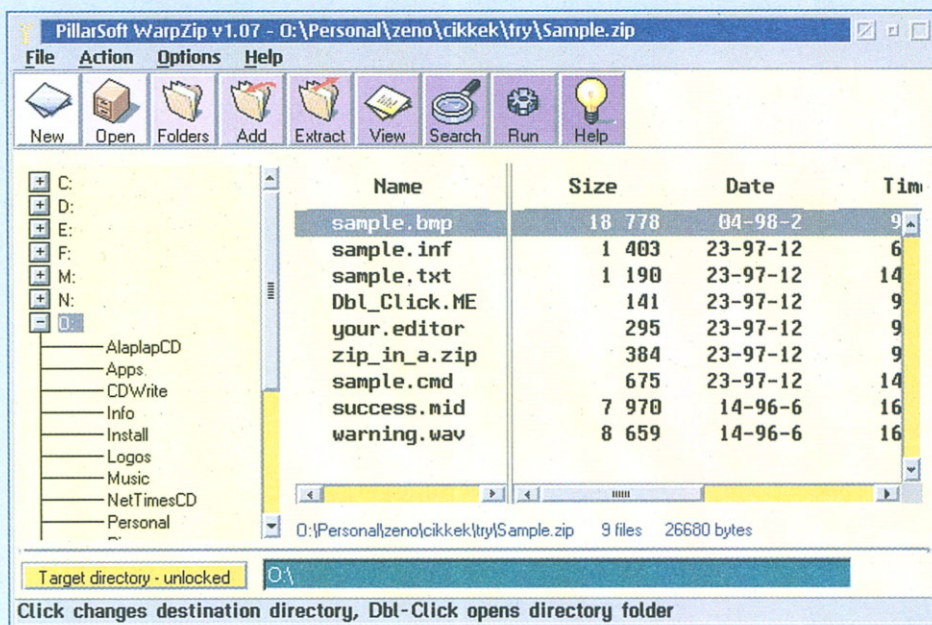 PillarSoft WarpZip v1.07 - O:\Personal\zeno\cikkek\try\Sample.zip
File Action Options Help
New Open Folders Add Extract View Search Run Help
C:
D:
E:
F:
M:
N:
O:
AlaplapCD
Apps
CDWrite
Info
Install
Logos
Music
NetTimesCD
Personal
Name Size Date Tim
sample.bmp 18 778 04-98-2 9
sample.inf 1 403 23-97-12 6
sample.txt 1 190 23-97-12 14
Dbl_Click.ME 141 23-97-12 9
your.editor 295 23-97-12 9
zip_in_a.zip 384 23-97-12 9
sample.cmd 675 23-97-12 14
success.mid 7 970 14-96-6 16
warning.wav 8 659 14-96-6 16
O:\Personal\zeno\cikkek\try\Sample.zip 9 files 26680 bytes
Target directory - unlocked O:\
Click changes destination directory, Dbl-Click opens directory folder